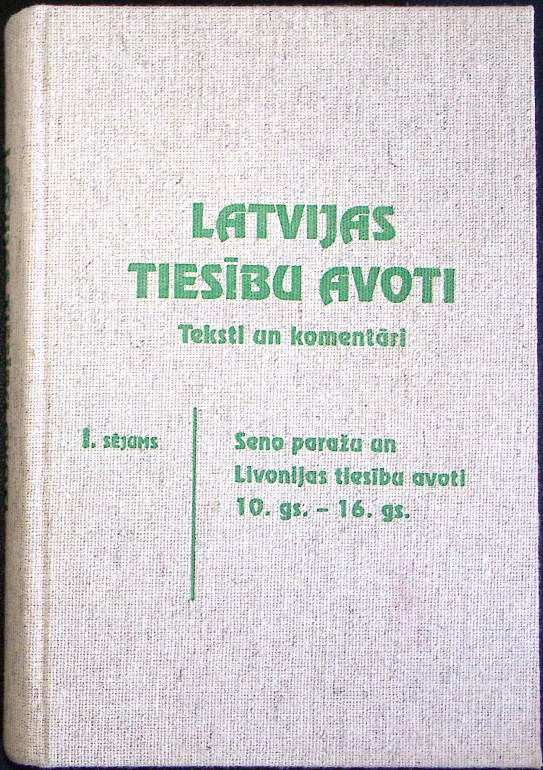 LATVIJAS
TIESĪBU AVOTI
Teksti un komentāri
I. SĒJUMS
Seno paražu un
Livonijas tiesību avoti
10. gs. – 16. gs.